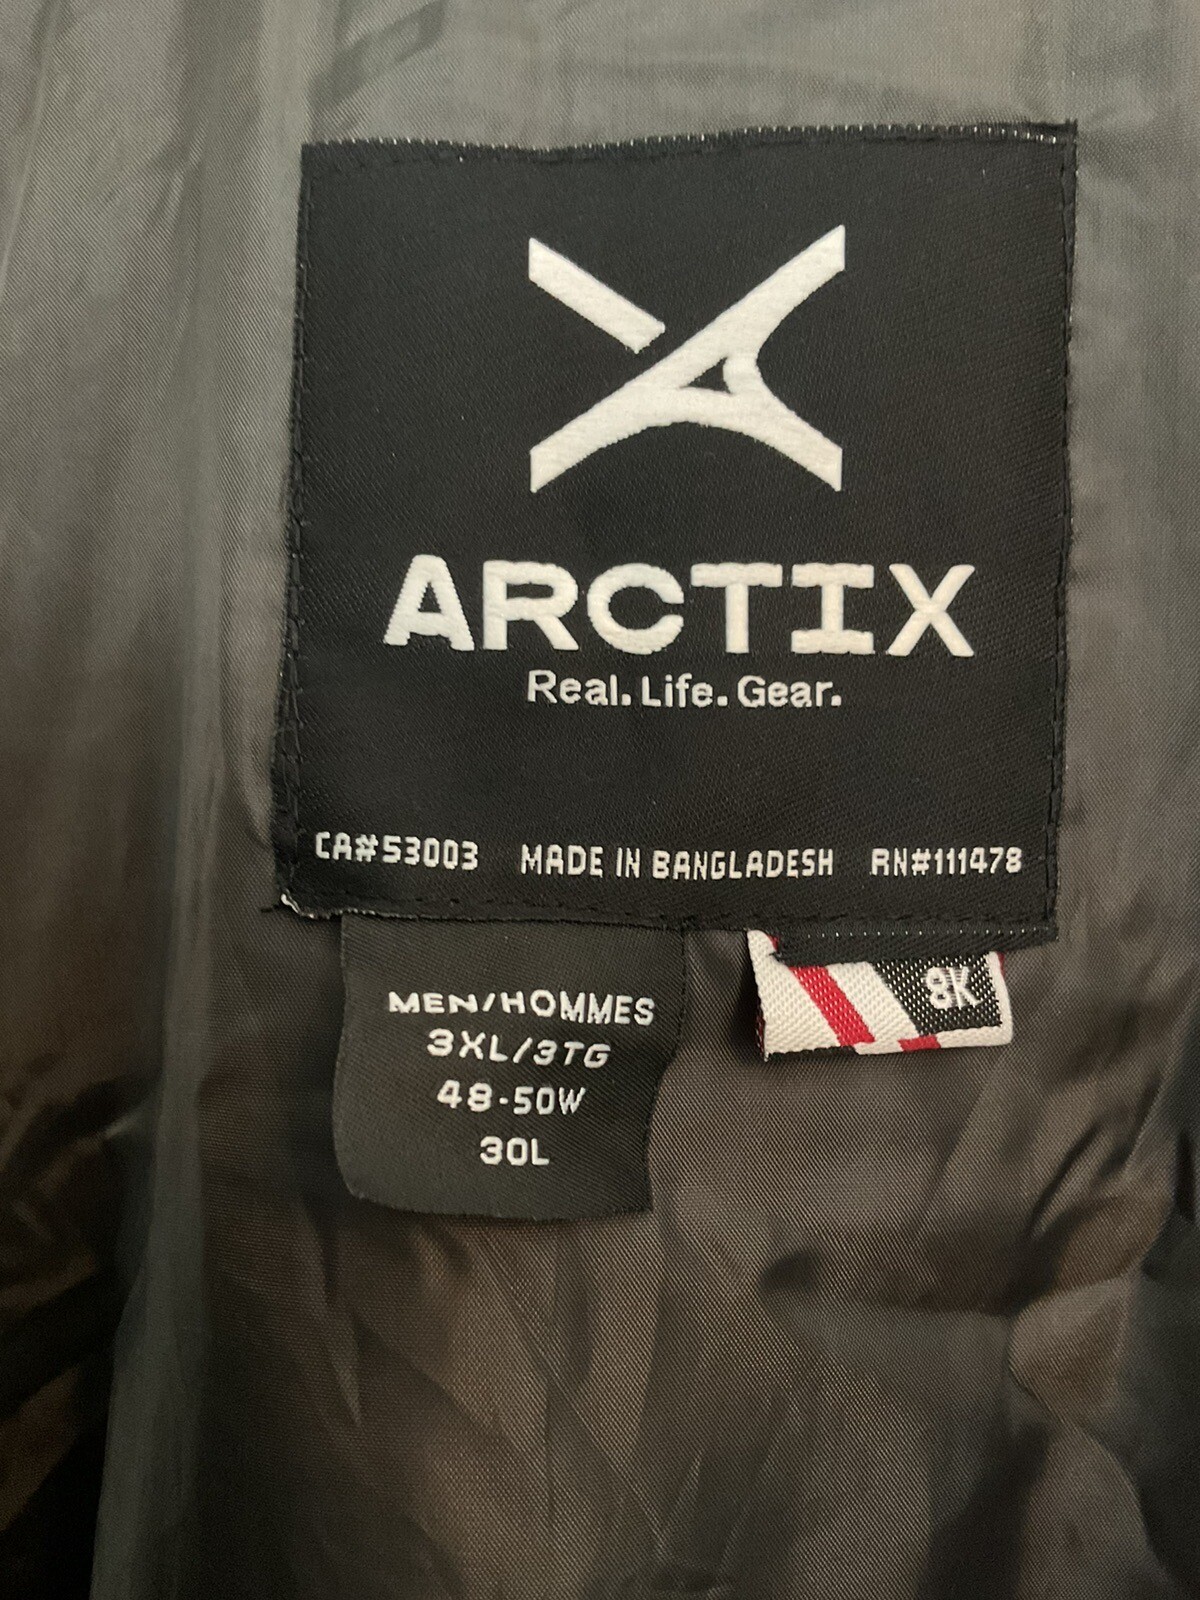 ARCTIX
Real. Life. Gear.
CA#53003 MADE IN BANGLADESH RN#111478
8K
MEN/HOMMES
3XL/3TG
48-50W
30L